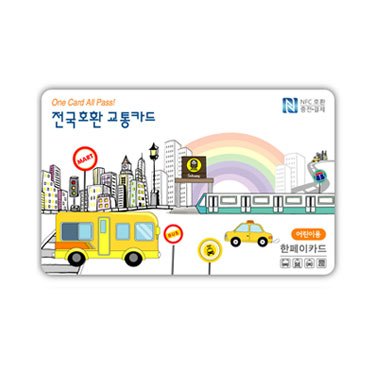 One Card All Pass!
전국호환 교통카드
NFC 호환
충전•결제
MART
Subway
BUS
어린이용
한페이카드